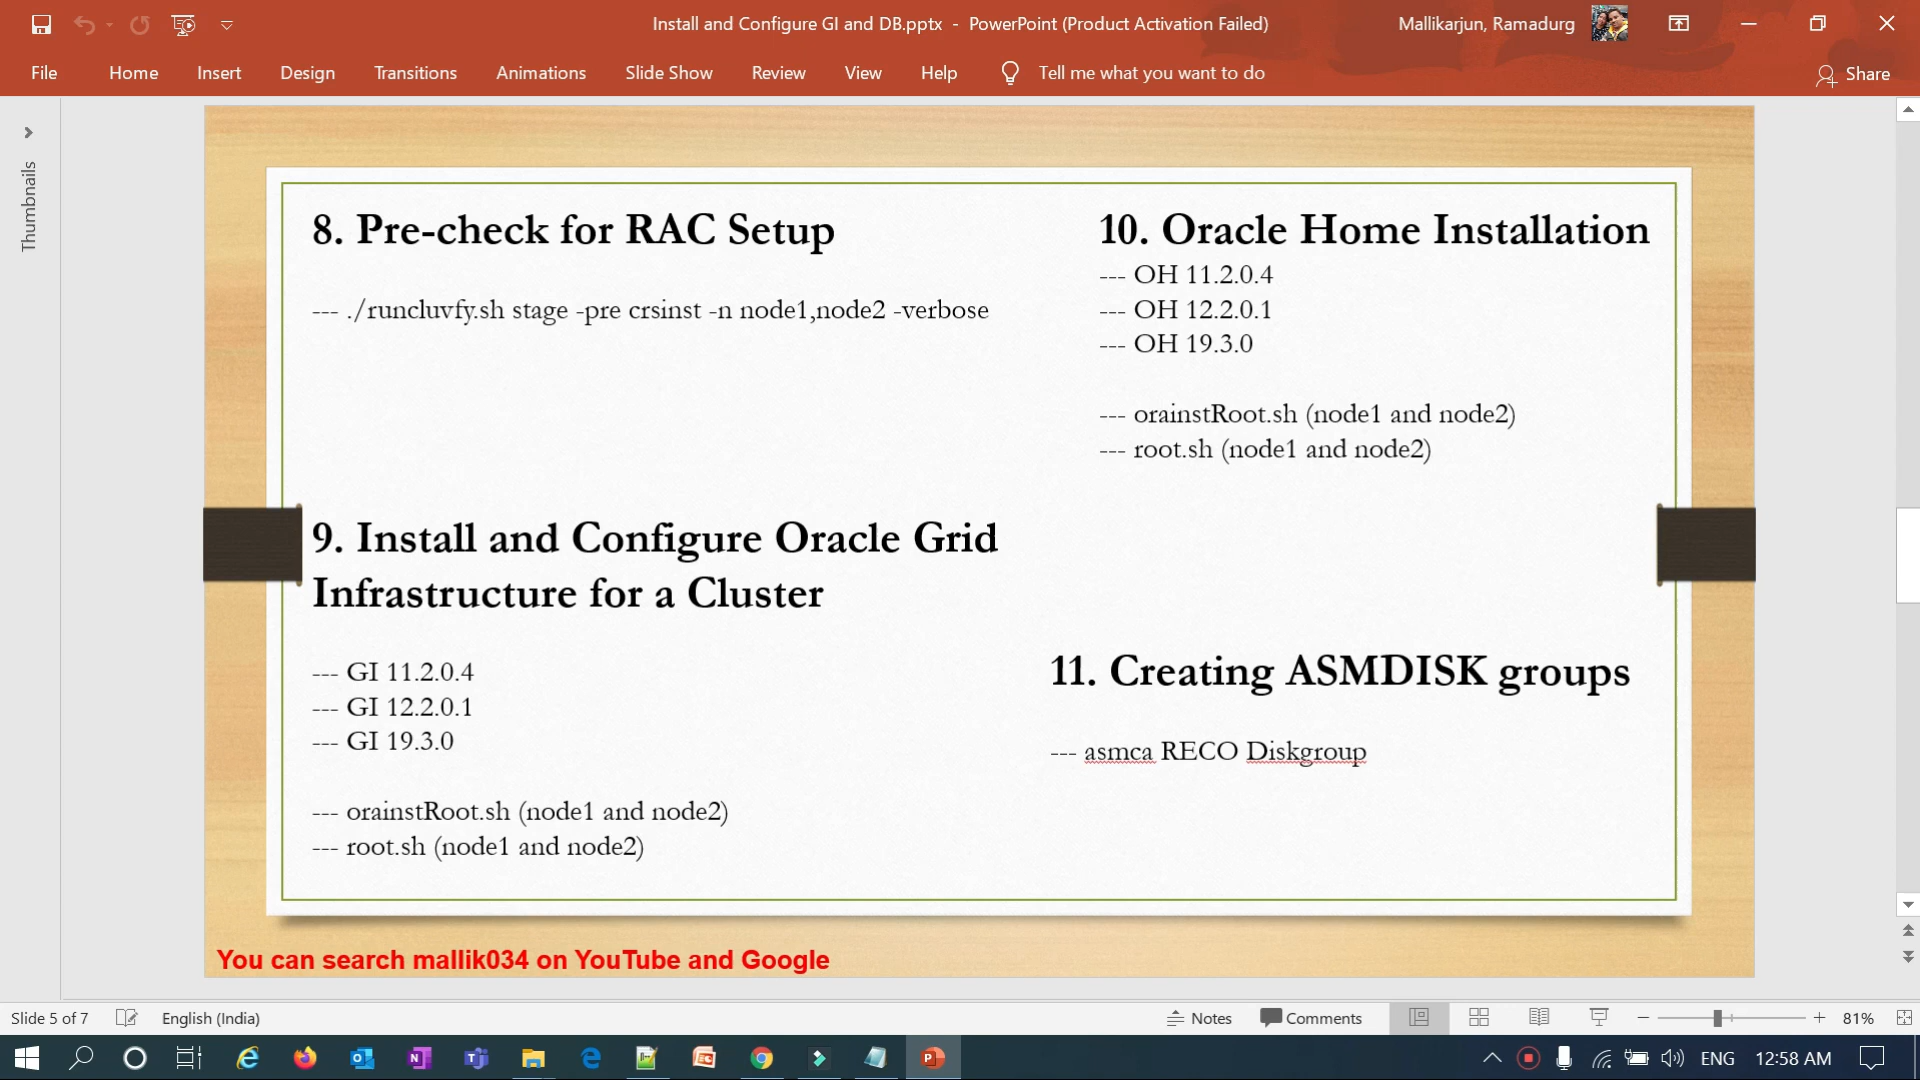 Install and Configure GI and DB.pptx - PowerPoint (Product Activation Failed)
Mallikarjun, Ramadurg
File Home Insert Design Transitions Animations Slide Show Review View Help Tell me what you want to do Share
Thumbnails
8. Pre-check for RAC Setup
--- ./runcluvfy.sh stage -pre crsinst -n node1,node2 -verbose
9. Install and Configure Oracle Grid
Infrastructure for a Cluster
--- GI 11.2.0.4
--- GI 12.2.0.1
--- GI 19.3.0
--- orainstRoot.sh (node1 and node2)
--- root.sh (node1 and node2)
10. Oracle Home Installation
--- OH 11.2.0.4
--- OH 12.2.0.1
--- OH 19.3.0
--- orainstRoot.sh (node1 and node2)
--- root.sh (node1 and node2)
11. Creating ASMDISK groups
--- asmca RECO Diskgroup
You can search mallik034 on YouTube and Google
Slide 5 of 7 English (India) Notes Comments 81%
ENG 12:58 AM